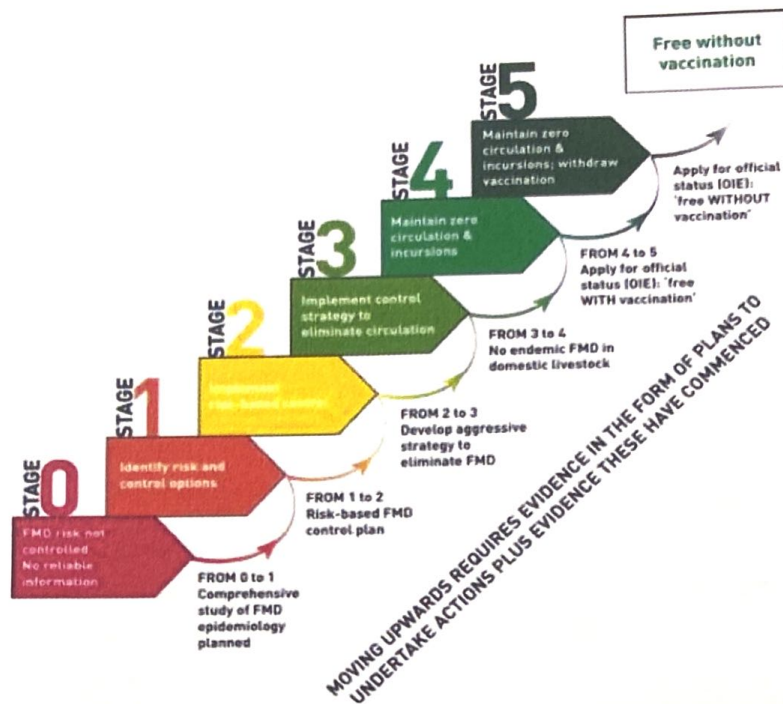 Free without
vaccination
STAGE 5
Maintain zero
circulation &
incursions; withdraw
vaccination
Apply for official
status (OIE):
'free WITHOUT
vaccination'
STAGE 4
Maintain zero
circulation &
incursions
FROM 4 to 5
Apply for official
status (OIE): 'free
WITH vaccination'
STAGE 3
Implement control
strategy to
eliminate circulation
FROM 3 to 4
No endemic FMD in
domestic livestock
STAGE 2
Implement
risk-based control
FROM 2 to 3
Develop aggressive
strategy to
eliminate FMD
STAGE 1
Identify risk and
control options
FROM 1 to 2
Risk-based FMD
control plan
STAGE 0
FMD risk not
controlled
No reliable
information
FROM 0 to 1
Comprehensive
study of FMD
epidemiology
planned
MOVING UPWARDS REQUIRES EVIDENCE IN THE FORM OF PLANS TO
UNDERTAKE ACTIONS PLUS EVIDENCE THESE HAVE COMMENCED